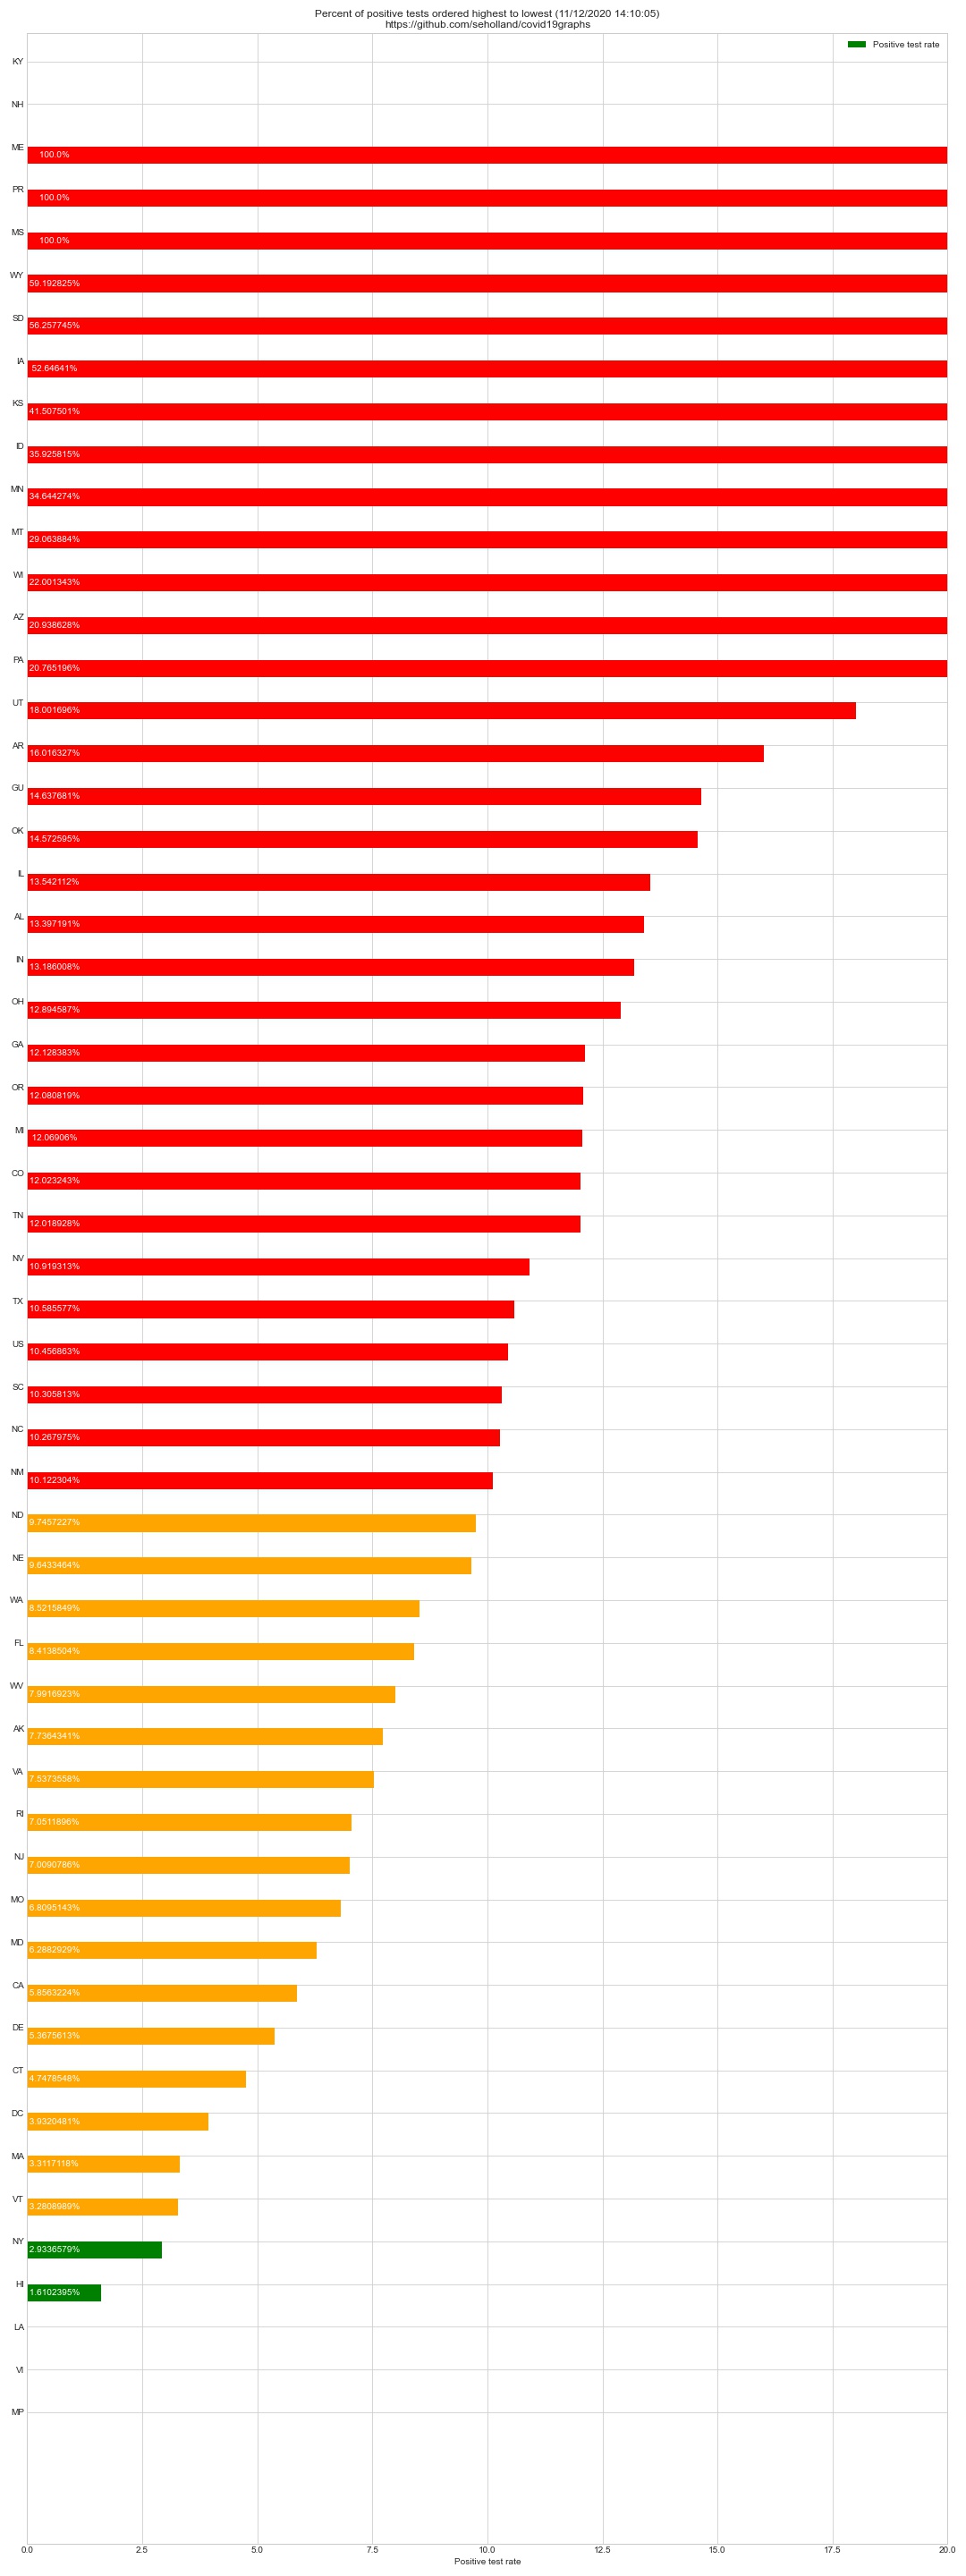 Percent of positive tests ordered highest to lowest (11/12/2020 14:10:05)
https://github.com/seholland/covid19graphs
Positive test rate
KY
NH
ME 100.0%
PR 100.0%
MS 100.0%
WY 59.192825%
SD 56.257745%
IA 52.64641%
KS 41.507501%
ID 35.925815%
MN 34.644274%
MT 29.063884%
WI 22.001343%
AZ 20.938628%
PA 20.765196%
UT 18.001696%
AR 16.016327%
GU 14.637681%
OK 14.572595%
IL 13.542112%
AL 13.397191%
IN 13.186008%
OH 12.894587%
GA 12.128383%
OR 12.080819%
MI 12.06906%
CO 12.023243%
TN 12.018928%
NV 10.919313%
TX 10.585577%
US 10.456863%
SC 10.305813%
NC 10.267975%
NM 10.122304%
ND 9.7457227%
NE 9.6433464%
WA 8.5215849%
FL 8.4138504%
WV 7.9916923%
AK 7.7364341%
VA 7.5373558%
RI 7.0511896%
NJ 7.0090786%
MO 6.8095143%
MD 6.2882929%
CA 5.8563224%
DE 5.3675613%
CT 4.7478548%
DC 3.9320481%
MA 3.3117118%
VT 3.2808989%
NY 2.9336579%
HI 1.6102395%
LA
VI
MP
0.0 2.5 5.0 7.5 10.0 12.5 15.0 17.5 20.0
Positive test rate